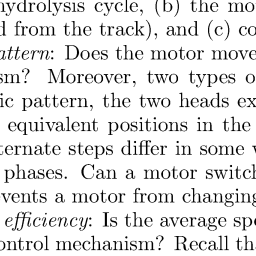 hydrolysis cycle, (b) the mo
d from the track), and (c) co
attern: Does the motor move
sm? Moreover, two types o
ic pattern, the two heads ex
equivalent positions in the
ternate steps differ in some
phases. Can a motor switch
vents a motor from changing
efficiency: Is the average spe
ontrol mechanism? Recall tha